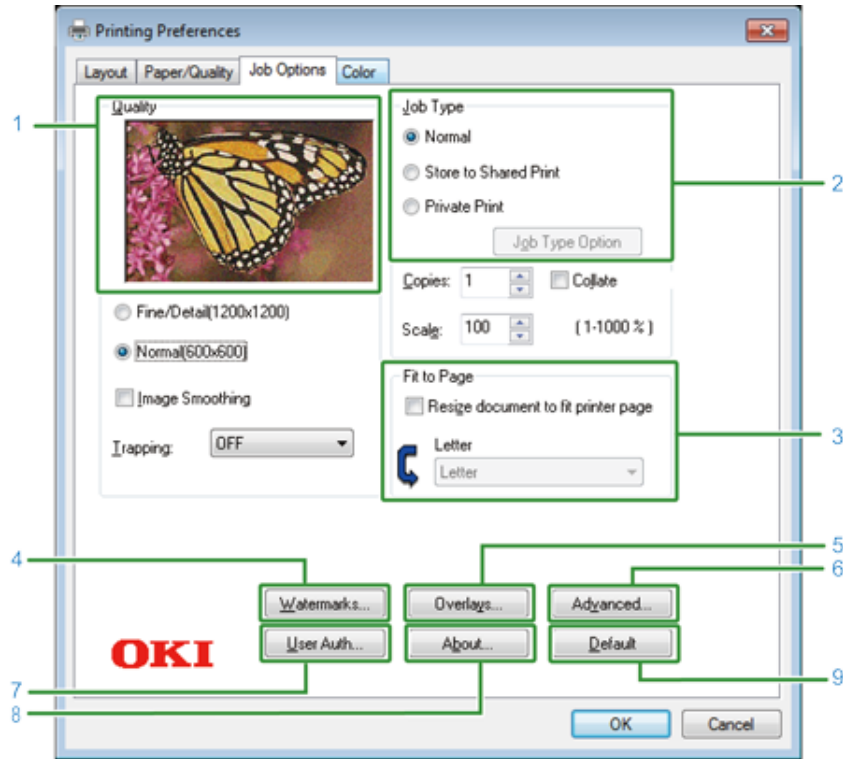 Printing Preferences
Layout Paper/Quality Job Options Color
Quality
1
Fine/Detail(1200x1200)
Normal(600x600)
Image Smoothing
Trapping: OFF
Job Type
Normal
Store to Shared Print
Private Print
Job Type Option
2
Copies: 1 Collate
Scale: 100 (1-1000 %)
Fit to Page
Resize document to fit printer page
Letter
Letter
3
4
5
6
Watermarks... Overlays... Advanced...
OKI
User Auth... About... Default
7
8
9
OK Cancel